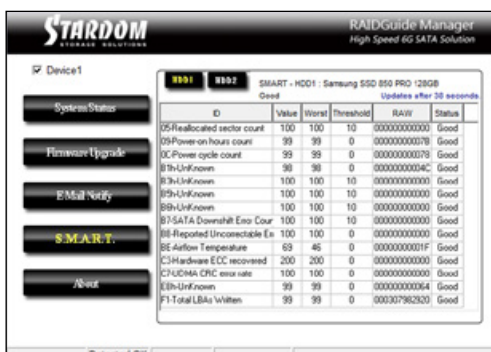 STARDOM
STORAGE SOLUTIONS
RAIDGuide Manager
High Speed 6G SATA Solution
Device1
System Status
Firmware Upgrade
E-Mail Notify
S.M.A.R.T.
About
HDD1 HDD2 SMART - HDD1 : Samsung SSD 850 PRO 128GB
Good Updates after 38 seconds.
ID Value Worst Threshold RAW Status
05-Reallocated sector count 100 100 10 000000000000 Good
09-Power-on hours count 99 99 0 00000000007B Good
0C-Power cycle count 99 99 0 000000000078 Good
B1h-UnKnown 98 98 0 00000000004C Good
B3h-UnKnown 100 100 10 000000000000 Good
B5h-UnKnown 100 100 10 000000000000 Good
B6h-UnKnown 100 100 10 000000000000 Good
B7-SATA Downshift Error Cour 100 100 10 000000000000 Good
BB-Reported Uncorrectable En 100 100 0 000000000000 Good
BE-Airflow Temperature 69 46 0 00000000001F Good
C3-Hardware ECC recovered 200 200 0 000000000000 Good
C7-UDMA CRC error rate 100 100 0 000000000000 Good
EBh-UnKnown 99 99 0 000000000064 Good
F1-Total LBAs Written 99 99 0 000307982920 Good